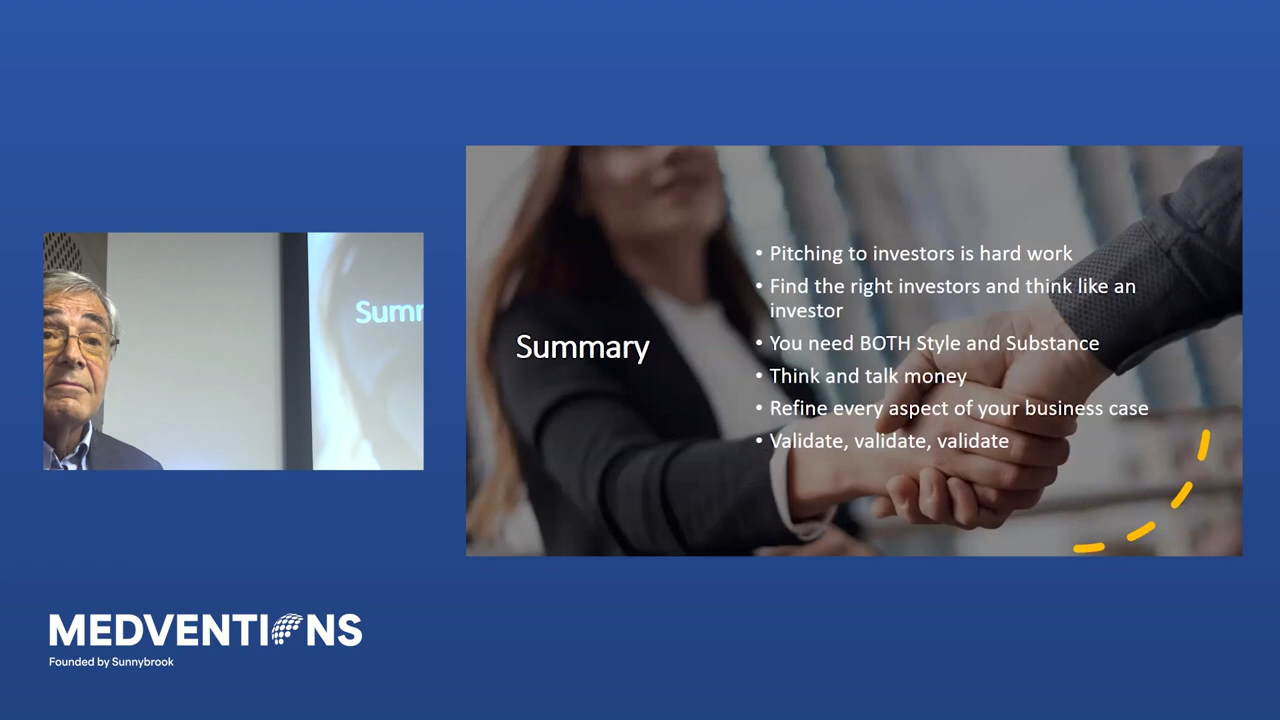 Summ
Summary
• Pitching to investors is hard work
• Find the right investors and think like an
investor
• You need BOTH Style and Substance
• Think and talk money
• Refine every aspect of your business case
• Validate, validate, validate
MEDVENTIONS
Founded by Sunnybrook